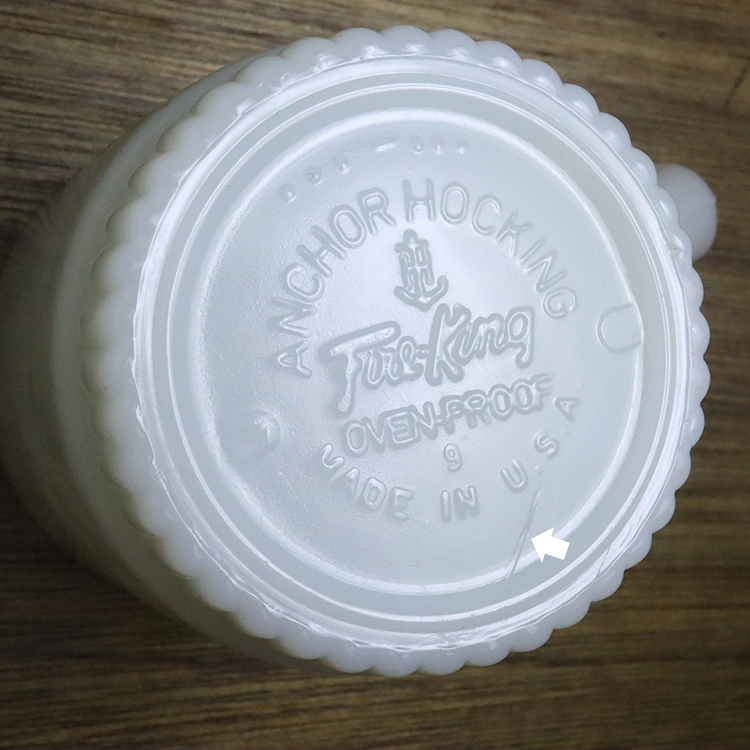 ANCHOR HOCKING
Fire-King
OVEN-PROOF
9
MADE IN U.S.A